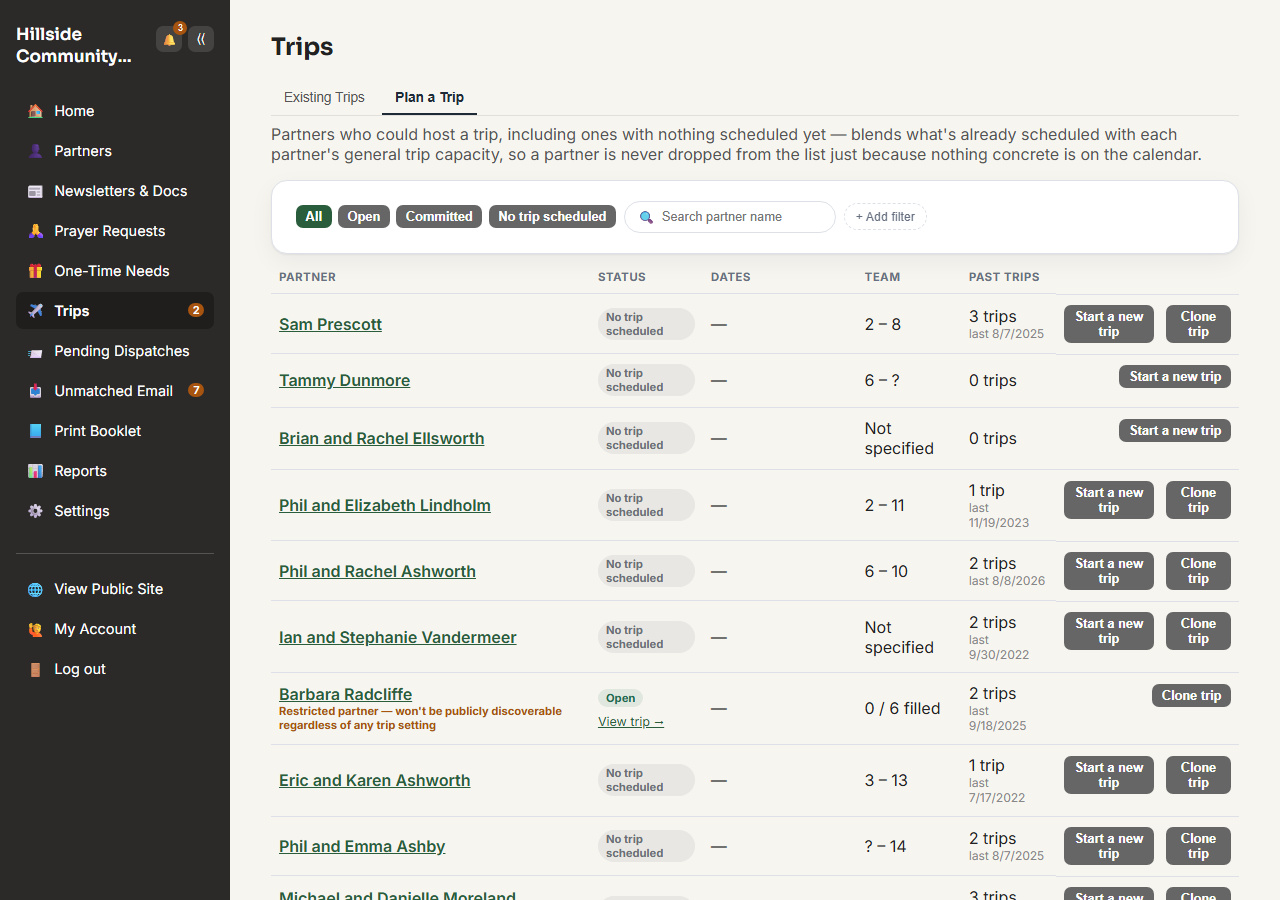 Hillside
Community...
3
Home
Partners
Newsletters & Docs
Prayer Requests
One-Time Needs
Trips 2
Pending Dispatches
Unmatched Email 7
Print Booklet
Reports
Settings
View Public Site
My Account
Log out
Trips
Existing Trips Plan a Trip
Partners who could host a trip, including ones with nothing scheduled yet — blends what's already scheduled with each
partner's general trip capacity, so a partner is never dropped from the list just because nothing concrete is on the calendar.
All Open Committed No trip scheduled Search partner name + Add filter
PARTNER STATUS DATES TEAM PAST TRIPS
Sam Prescott No trip scheduled — 2 – 8 3 trips last 8/7/2025 Start a new trip Clone trip
Tammy Dunmore No trip scheduled — 6 – ? 0 trips Start a new trip
Brian and Rachel Ellsworth No trip scheduled — Not specified 0 trips Start a new trip
Phil and Elizabeth Lindholm No trip scheduled — 2 – 11 1 trip last 11/19/2023 Start a new trip Clone trip
Phil and Rachel Ashworth No trip scheduled — 6 – 10 2 trips last 8/8/2026 Start a new trip Clone trip
Ian and Stephanie Vandermeer No trip scheduled — Not specified 2 trips last 9/30/2022 Start a new trip Clone trip
Barbara Radcliffe Open — 0 / 6 filled 2 trips last 9/18/2025 Clone trip
Restricted partner — won't be publicly discoverable
regardless of any trip setting
View trip →
Eric and Karen Ashworth No trip scheduled — 3 – 13 1 trip last 7/17/2022 Start a new trip Clone trip
Phil and Emma Ashby No trip scheduled — ? – 14 2 trips last 8/7/2025 Start a new trip Clone trip
Michael and Danielle Moreland 3 trips Start a new Clone